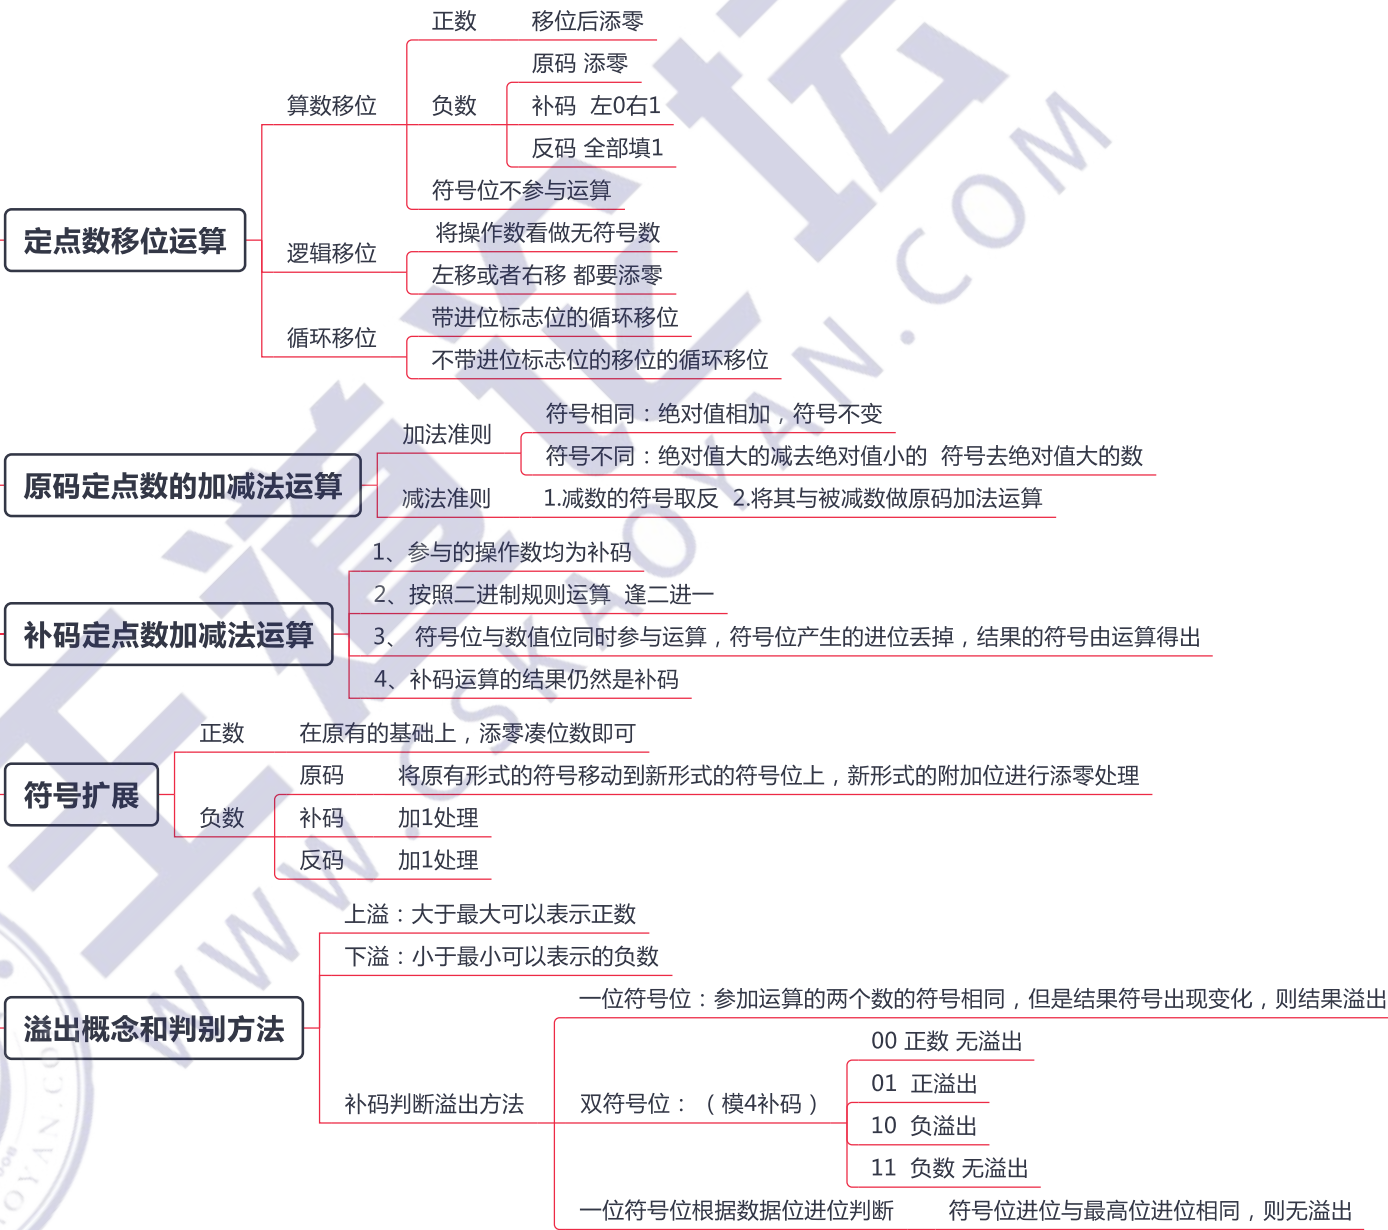 正数 移位后添零
原码 添零
算数移位 负数 补码 左0右1
反码 全部填1
符号位不参与运算
定点数移位运算
将操作数看做无符号数
逻辑移位
左移或者右移 都要添零
带进位标志位的循环移位
循环移位
不带进位标志位的移位的循环移位
符号相同：绝对值相加，符号不变
加法准则
符号不同：绝对值大的减去绝对值小的 符号去绝对值大的数
原码定点数的加减法运算
减法准则 1.减数的符号取反 2.将其与被减数做原码加法运算
1、参与的操作数均为补码
2、按照二进制规则运算 逢二进一
补码定点数加减法运算
3、 符号位与数值位同时参与运算，符号位产生的进位丢掉，结果的符号由运算得出
4、补码运算的结果仍然是补码
正数 在原有的基础上，添零凑位数即可
原码 将原有形式的符号移动到新形式的符号位上，新形式的附加位进行添零处理
符号扩展
负数 补码 加1处理
反码 加1处理
上溢：大于最大可以表示正数
下溢：小于最小可以表示的负数
一位符号位：参加运算的两个数的符号相同，但是结果符号出现变化，则结果溢出
溢出概念和判别方法
00 正数 无溢出
01 正溢出
补码判断溢出方法 双符号位：（模4补码）
10 负溢出
11 负数 无溢出
一位符号位根据数据位进位判断 符号位进位与最高位进位相同，则无溢出
王道论坛
WWW.CSKAOYAN.COM